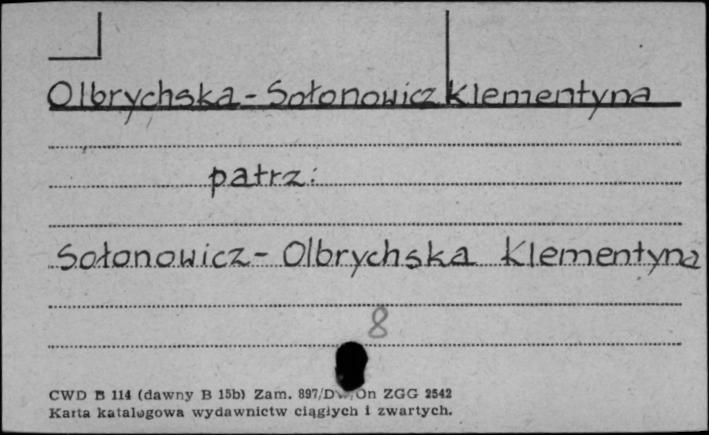 Olbrychska - Sołonowicz Klementyna
patrz:
Sołonowicz - Olbrychska Klementyna
8
CWD B 114 (dawny B 15b) Zam. 897/DW/On ZGG 2542
Karta katalogowa wydawnictw ciągłych i zwartych.